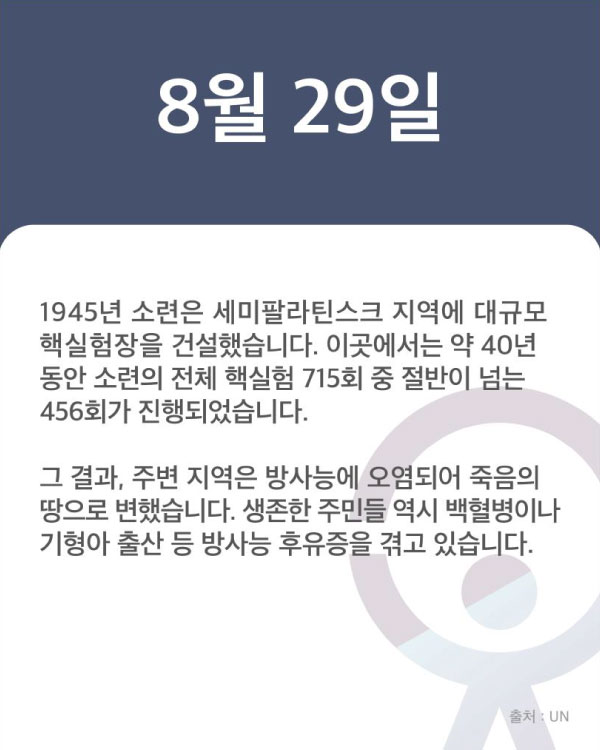 8월 29일
1945년 소련은 세미팔라틴스크 지역에 대규모
핵실험장을 건설했습니다. 이곳에서는 약 40년
동안 소련의 전체 핵실험 715회 중 절반이 넘는
456회가 진행되었습니다.
그 결과, 주변 지역은 방사능에 오염되어 죽음의
땅으로 변했습니다. 생존한 주민들 역시 백혈병이나
기형아 출산 등 방사능 후유증을 겪고 있습니다.
출처 : UN